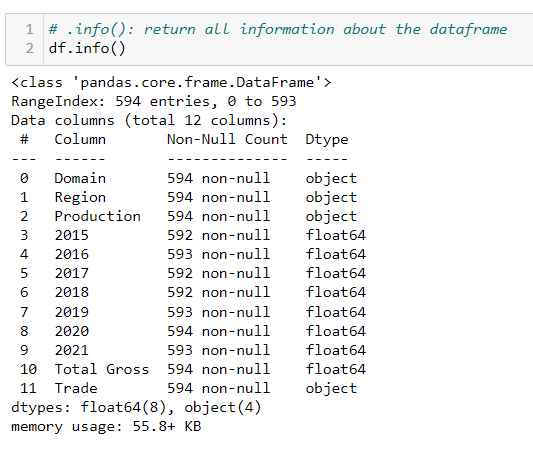 1 # .info(): return all information about the dataframe
2 df.info()
<class 'pandas.core.frame.DataFrame'>
RangeIndex: 594 entries, 0 to 593
Data columns (total 12 columns):
 #   Column       Non-Null Count  Dtype
---  ------       --------------  -----
 0   Domain       594 non-null    object
 1   Region       594 non-null    object
 2   Production   594 non-null    object
 3   2015         592 non-null    float64
 4   2016         593 non-null    float64
 5   2017         592 non-null    float64
 6   2018         592 non-null    float64
 7   2019         593 non-null    float64
 8   2020         594 non-null    float64
 9   2021         593 non-null    float64
 10  Total Gross  594 non-null    float64
 11  Trade        594 non-null    object
dtypes: float64(8), object(4)
memory usage: 55.8+ KB